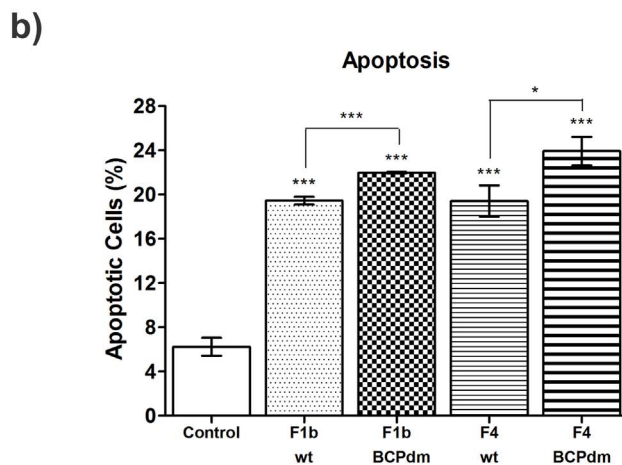 b)
Apoptosis
Apoptotic Cells (%)
28
24
20
16
12
8
4
0
***
***
***
***
*
***
Control
F1b
wt
F1b
BCPdm
F4
wt
F4
BCPdm